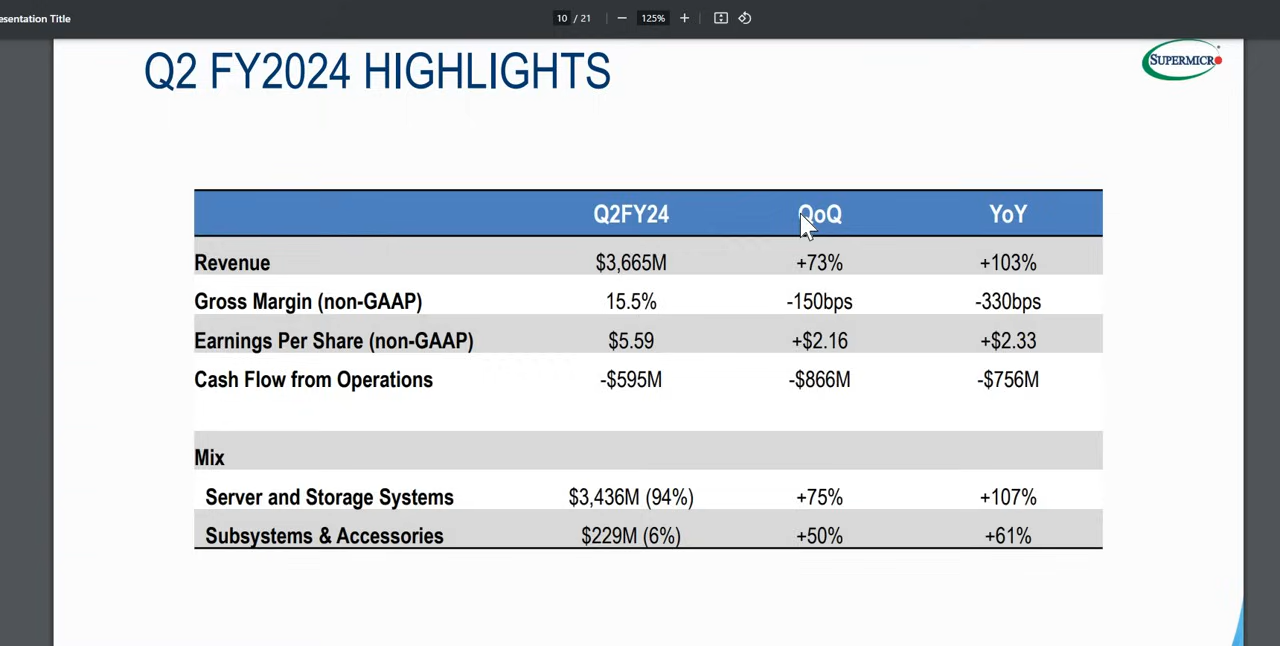 esentation Title
10 / 21
125%
Q2 FY2024 HIGHLIGHTS
SUPERMICRO
Q2FY24 QoQ YoY
Revenue $3,665M +73% +103%
Gross Margin (non-GAAP) 15.5% -150bps -330bps
Earnings Per Share (non-GAAP) $5.59 +$2.16 +$2.33
Cash Flow from Operations -$595M -$866M -$756M
Mix
Server and Storage Systems $3,436M (94%) +75% +107%
Subsystems & Accessories $229M (6%) +50% +61%